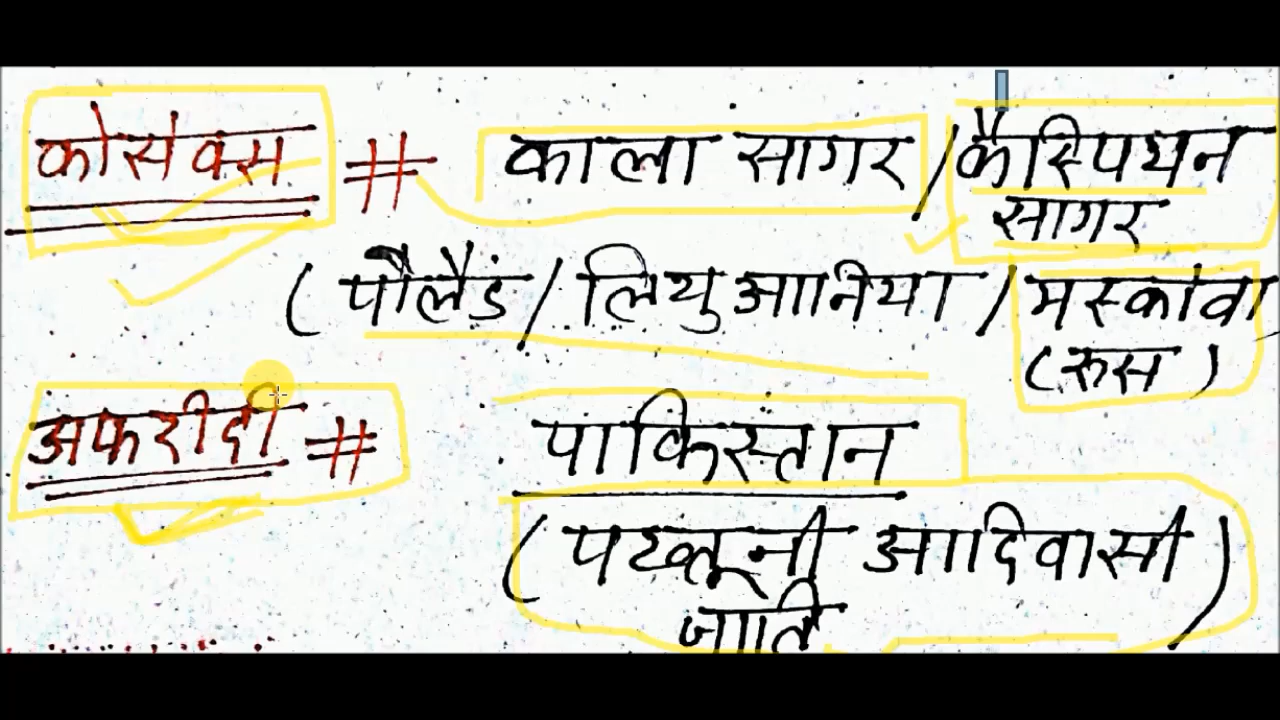 कोसेक्स # काला सागर / कैस्पियन
सागर
( पौलैंड / लियुआनिया / मस्कोवा
( रूस )
अफरीदी # पाकिस्तान
( पख्तूनी आदिवासी )
जाति